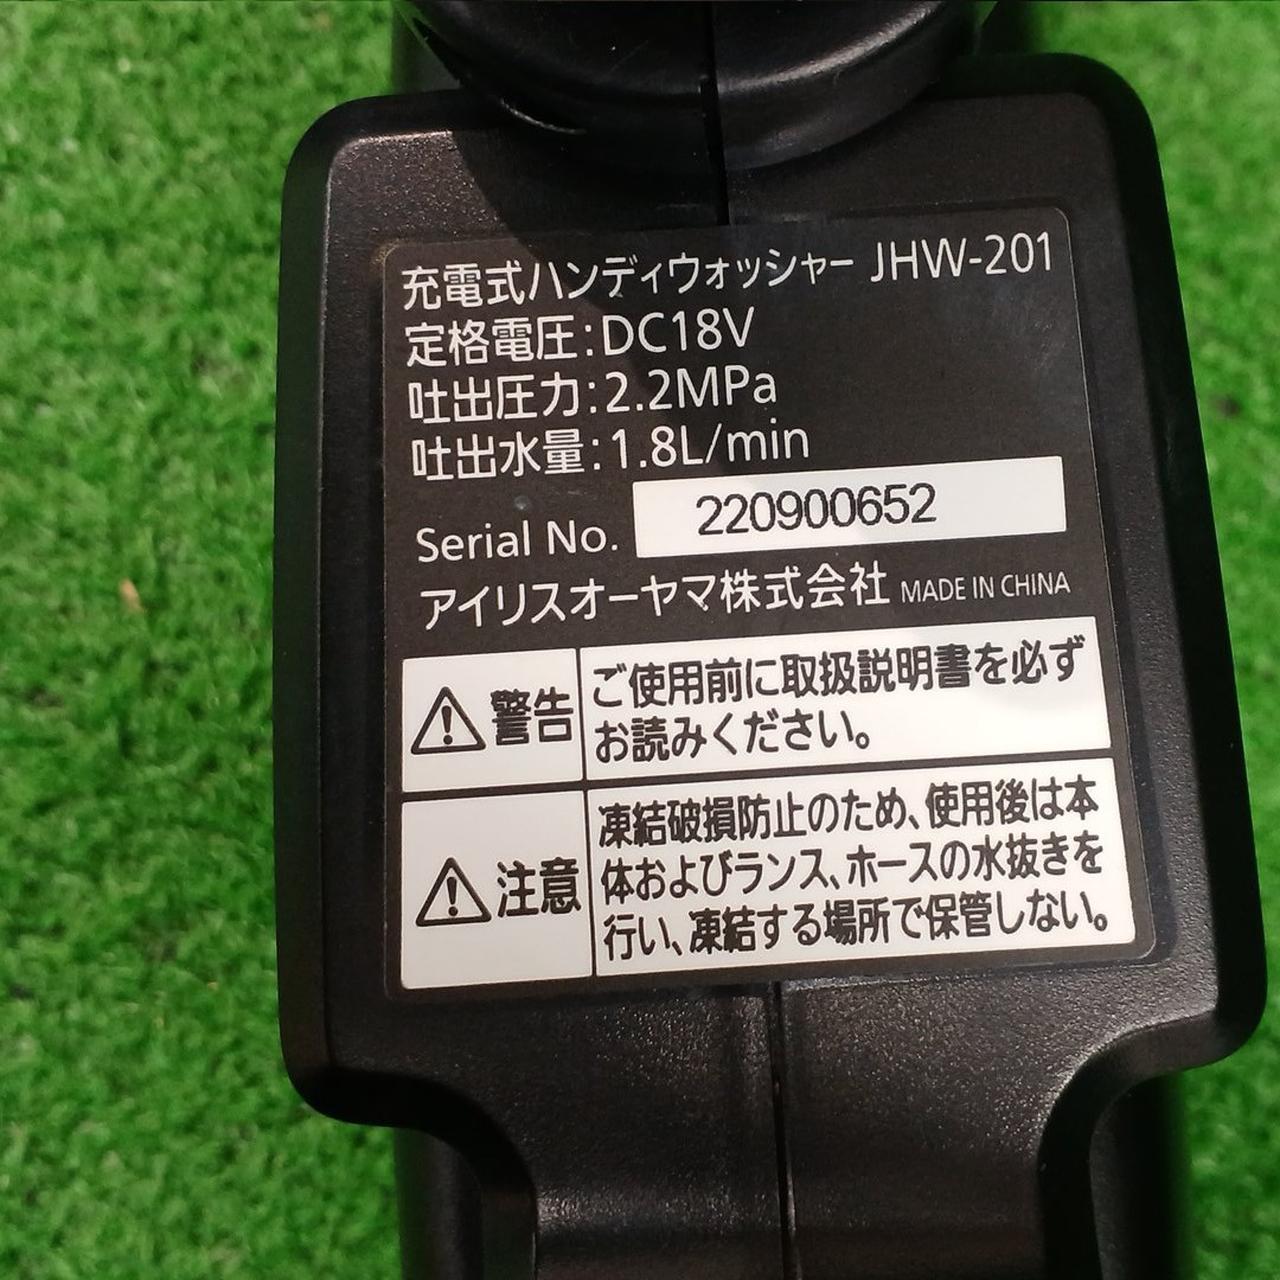 充電式ハンディウォッシャー JHW-201
定格電圧:DC18V
吐出圧力:2.2MPa
吐出水量:1.8L/min
Serial No. 220900652
アイリスオーヤマ株式会社 MADE IN CHINA
警告
ご使用前に取扱説明書を必ず
お読みください。
注意
凍結破損防止のため、使用後は本
体およびランス、ホースの水抜きを
行い、凍結する場所で保管しない。